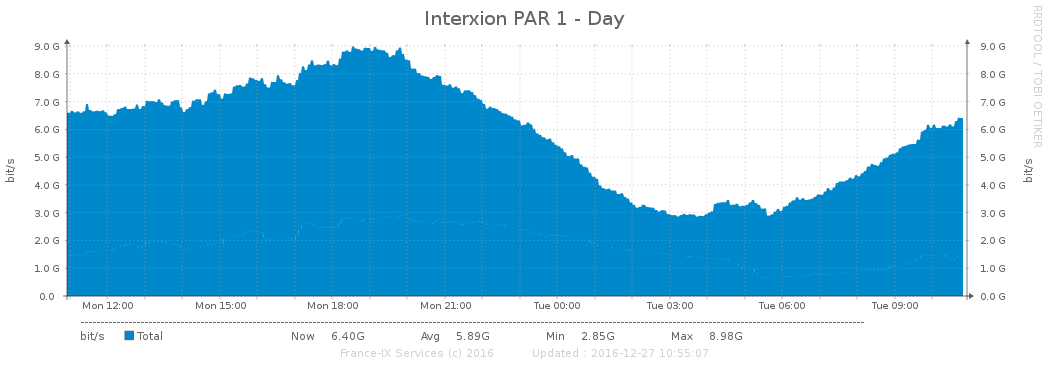 Interxion PAR 1 - Day
RRDTOOL / TOBI OETIKER
9.0 G 9.0 G
8.0 G 8.0 G
7.0 G 7.0 G
6.0 G 6.0 G
5.0 G 5.0 G
4.0 G 4.0 G
3.0 G 3.0 G
2.0 G 2.0 G
1.0 G 1.0 G
0.0 0.0 G
bit/s bit/s
Mon 12:00 Mon 15:00 Mon 18:00 Mon 21:00 Tue 00:00 Tue 03:00 Tue 06:00 Tue 09:00
bit/s Total Now 6.40G Avg 5.89G Min 2.85G Max 8.98G
France-IX Services (c) 2016 Updated : 2016-12-27 10:55:07